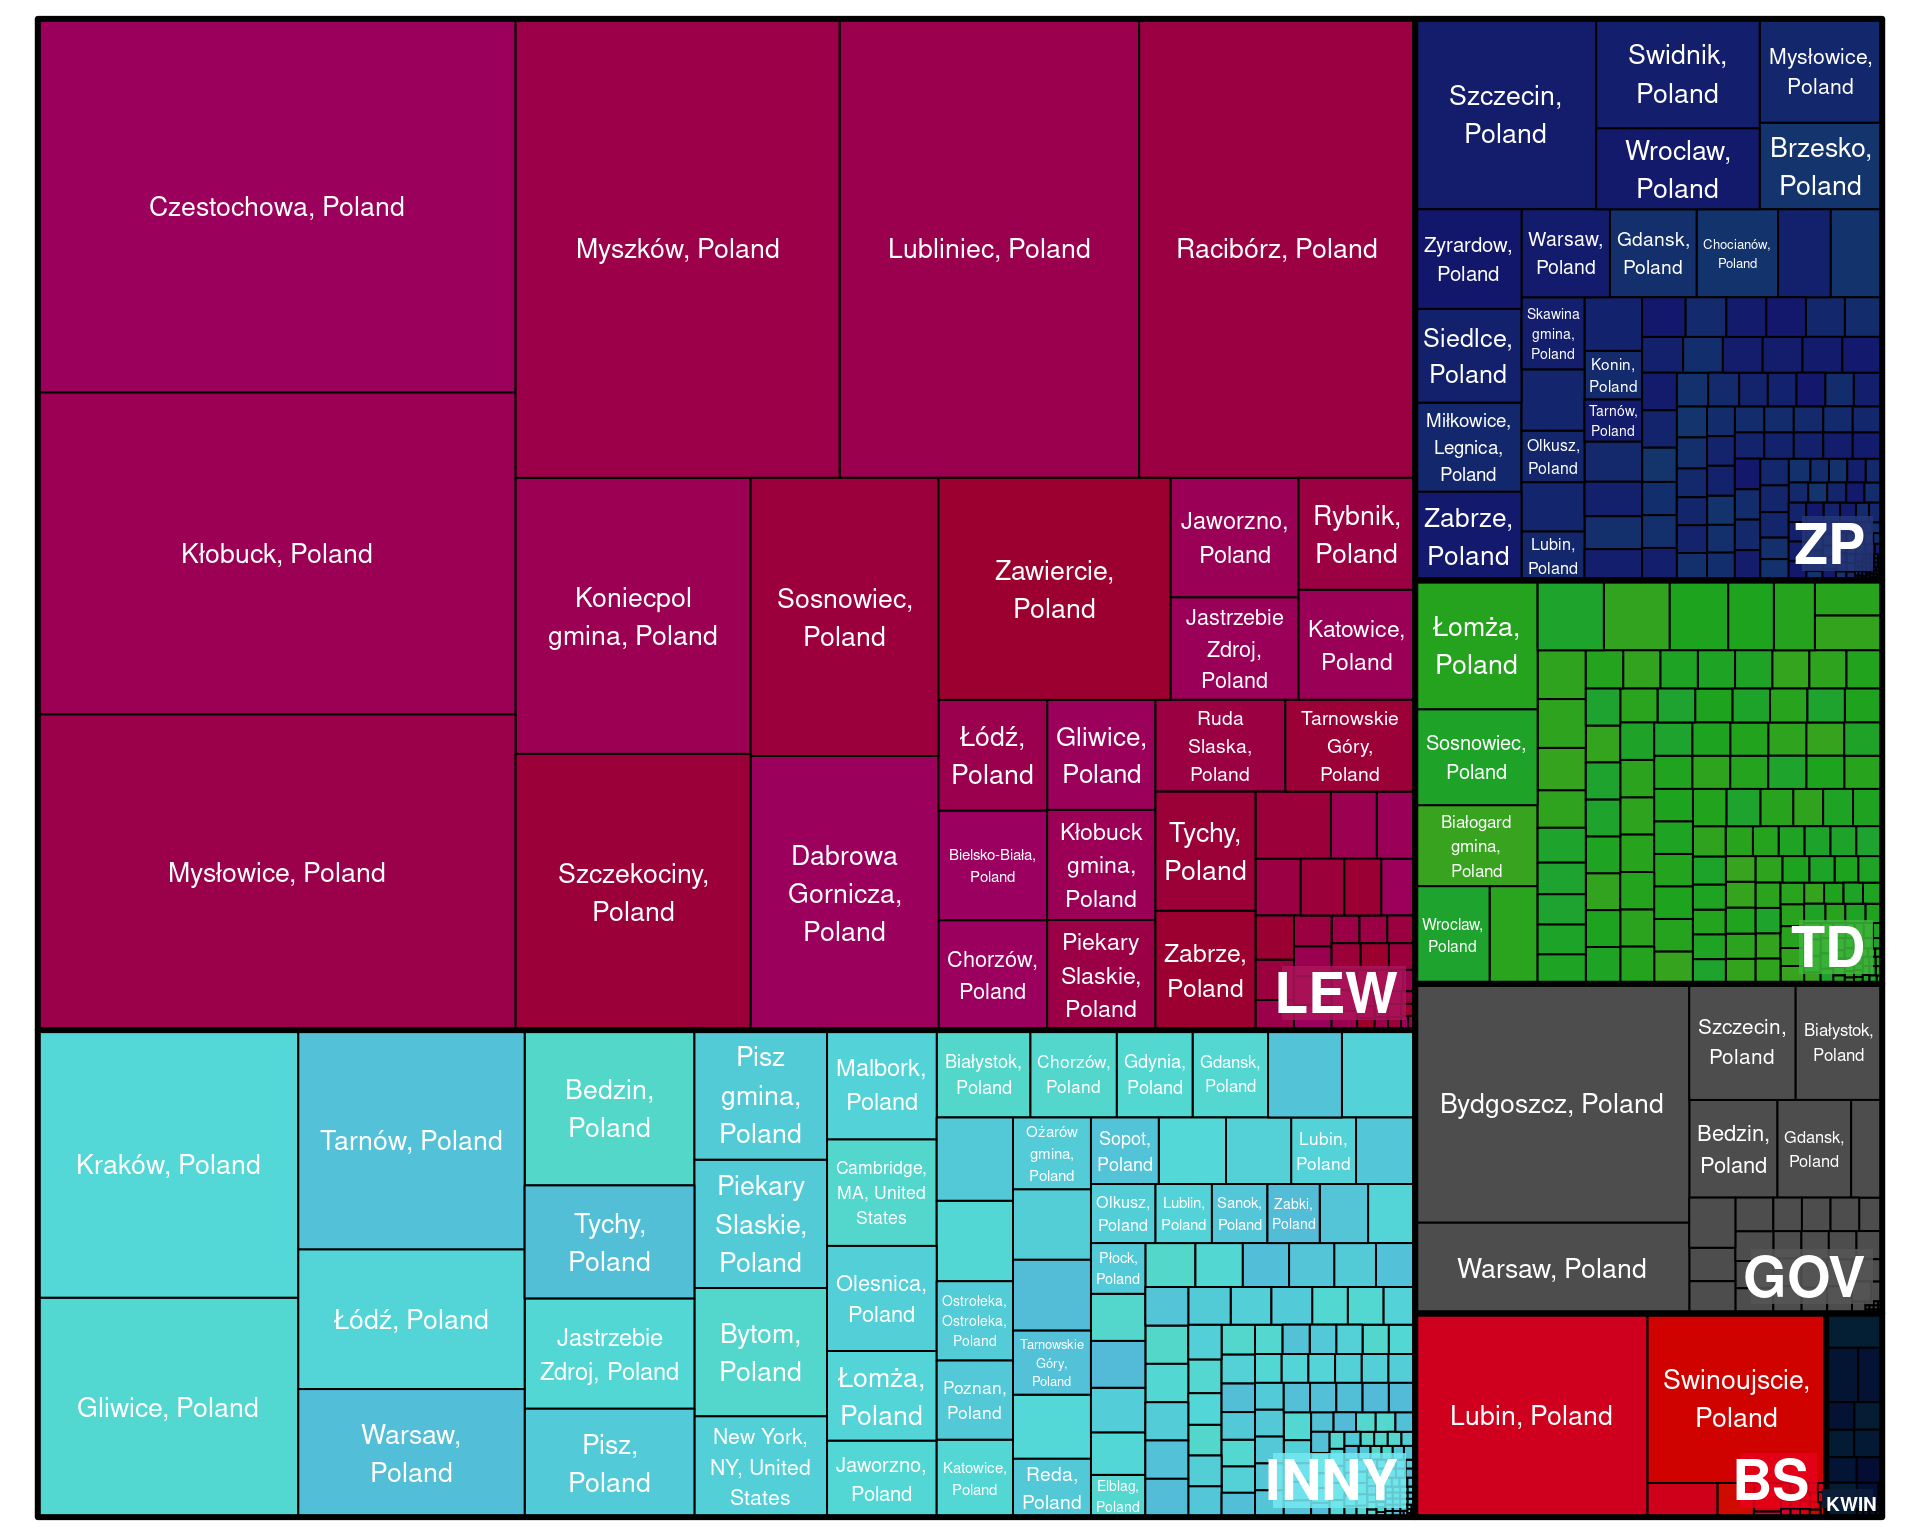 Czestochowa, Poland
Kłobuck, Poland
Mysłowice, Poland
Myszków, Poland
Lubliniec, Poland
Racibórz, Poland
Koniecpol
gmina, Poland
Szczekociny,
Poland
Sosnowiec,
Poland
Dabrowa
Gornicza,
Poland
Zawiercie,
Poland
Jaworzno,
Poland
Jastrzebie
Zdroj,
Poland
Rybnik,
Poland
Katowice,
Poland
Łódź,
Poland
Bielsko-Biała,
Poland
Chorzów,
Poland
Gliwice,
Poland
Kłobuck
gmina,
Poland
Piekary
Slaskie,
Poland
Ruda
Slaska,
Poland
Tarnowskie
Góry,
Poland
Tychy,
Poland
Zabrze,
Poland
LEW
Kraków, Poland
Gliwice, Poland
Tarnów, Poland
Łódź, Poland
Warsaw,
Poland
Bedzin,
Poland
Tychy,
Poland
Jastrzebie
Zdroj, Poland
Pisz,
Poland
Pisz
gmina,
Poland
Piekary
Slaskie,
Poland
Bytom,
Poland
New York,
NY, United
States
Malbork,
Poland
Cambridge,
MA, United
States
Olesnica,
Poland
Łomża,
Poland
Jaworzno,
Poland
Białystok,
Poland
Chorzów,
Poland
Gdynia,
Poland
Gdansk,
Poland
Ostrołeka,
Ostroleka,
Poland
Poznan,
Poland
Katowice,
Poland
Ożarów
gmina,
Poland
Tarnowskie
Góry,
Poland
Reda,
Poland
Sopot,
Poland
Lubin,
Poland
Olkusz,
Poland
Lublin,
Poland
Sanok,
Poland
Zabki,
Poland
Płock,
Poland
Elblag,
Poland
INNY
Szczecin,
Poland
Swidnik,
Poland
Wroclaw,
Poland
Mysłowice,
Poland
Brzesko,
Poland
Zyrardow,
Poland
Siedlce,
Poland
Miłkowice,
Legnica,
Poland
Zabrze,
Poland
Warsaw,
Poland
Gdansk,
Poland
Chocianów,
Poland
Skawina
gmina,
Poland
Olkusz,
Poland
Lubin,
Poland
Konin,
Poland
Tarnów,
Poland
ZP
Łomża,
Poland
Sosnowiec,
Poland
Białogard
gmina,
Poland
Wroclaw,
Poland
TD
Bydgoszcz, Poland
Warsaw, Poland
Szczecin,
Poland
Białystok,
Poland
Bedzin,
Poland
Gdansk,
Poland
GOV
Lubin, Poland
Swinoujscie,
Poland
BS
KWIN